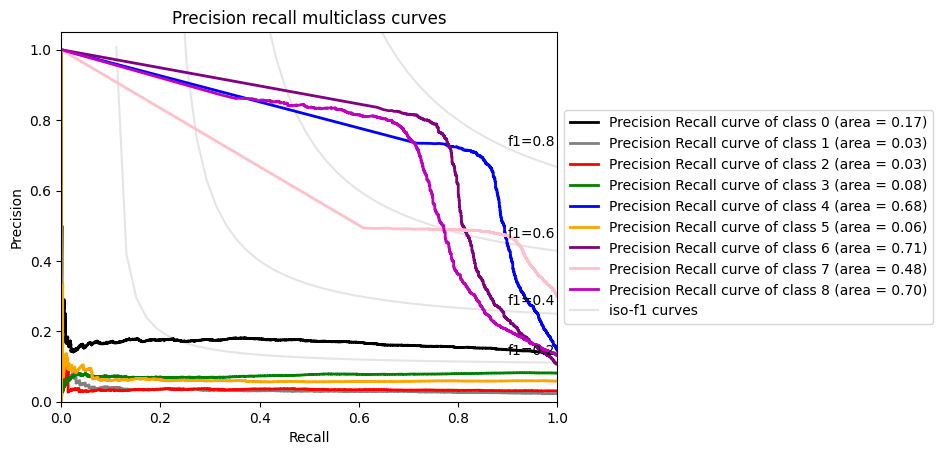 Precision recall multiclass curves
Precision
1.0
0.8
0.6
0.4
0.2
0.0
f1=0.8
f1=0.6
f1=0.4
f1=0.2
0.0 0.2 0.4 0.6 0.8 1.0
Recall
Precision Recall curve of class 0 (area = 0.17)
Precision Recall curve of class 1 (area = 0.03)
Precision Recall curve of class 2 (area = 0.03)
Precision Recall curve of class 3 (area = 0.08)
Precision Recall curve of class 4 (area = 0.68)
Precision Recall curve of class 5 (area = 0.06)
Precision Recall curve of class 6 (area = 0.71)
Precision Recall curve of class 7 (area = 0.48)
Precision Recall curve of class 8 (area = 0.70)
iso-f1 curves